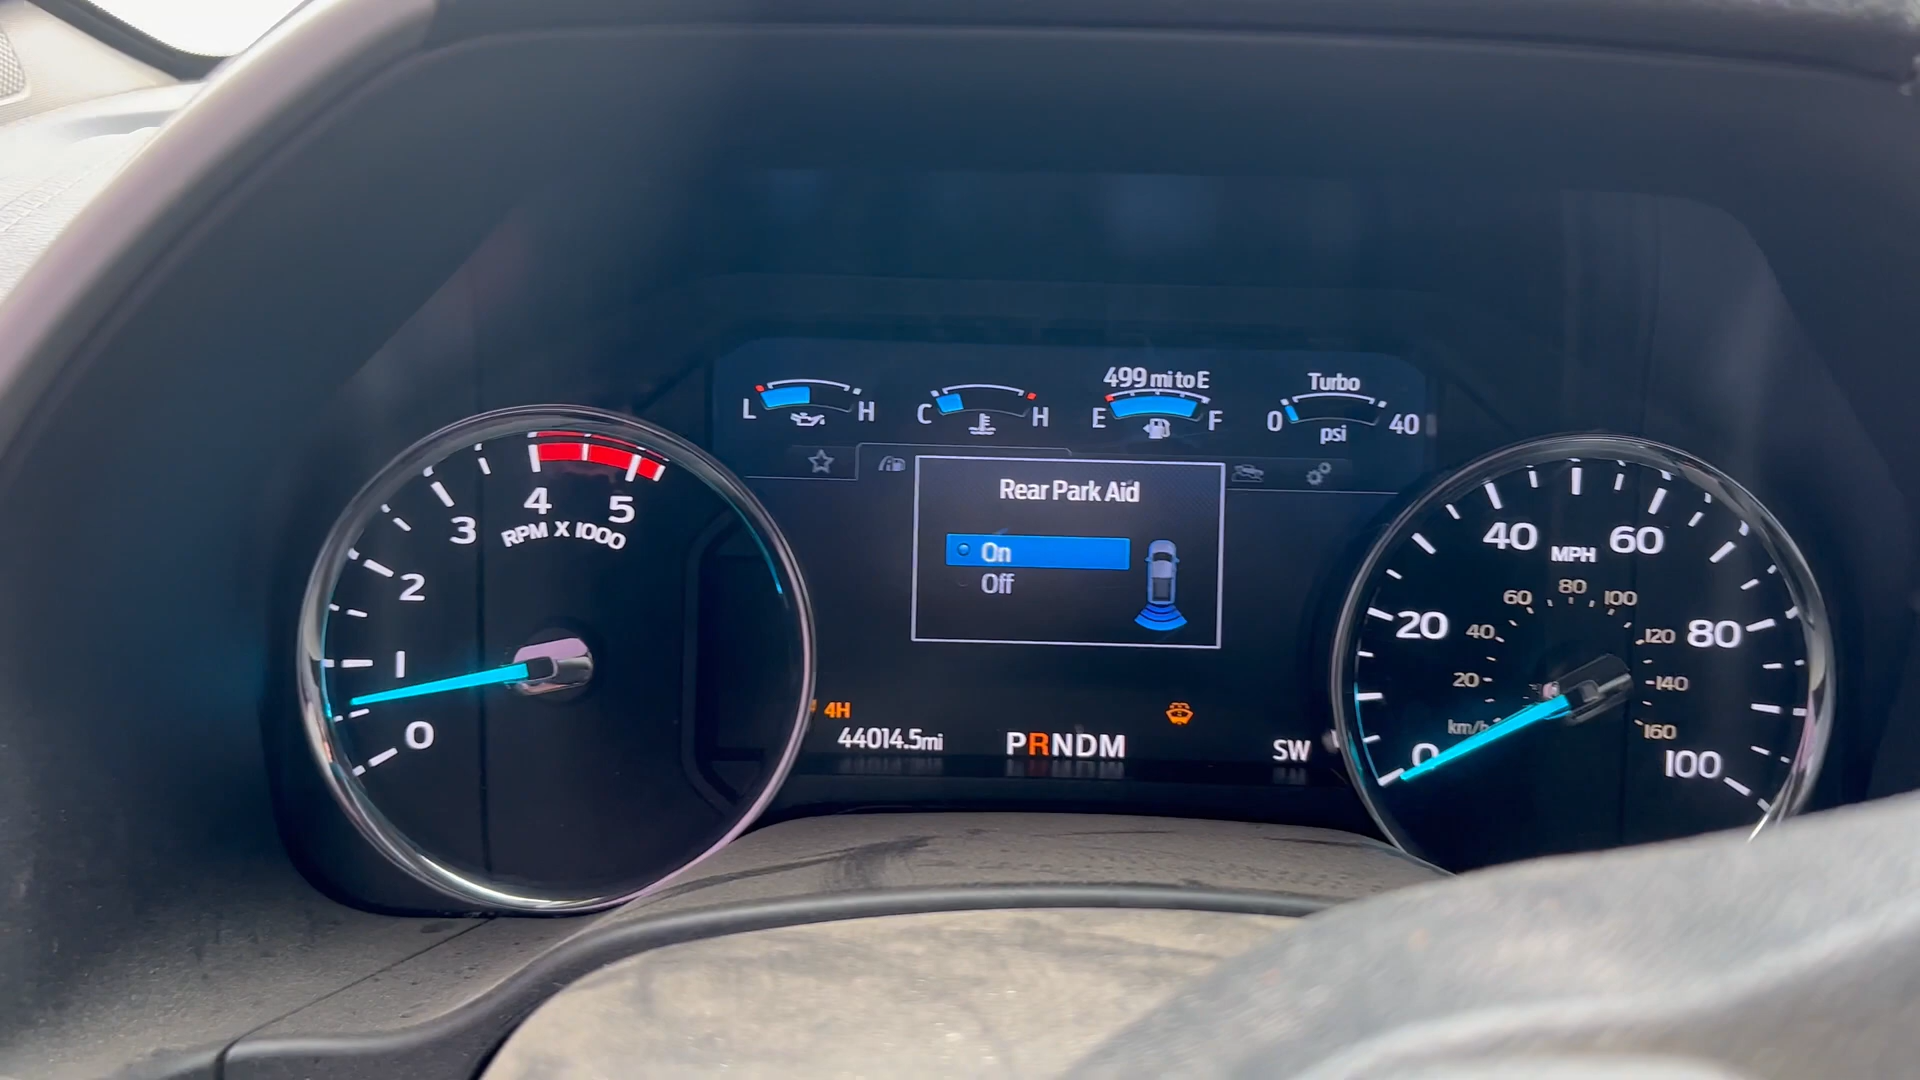 499 mi to E
Turbo
L H
C H
E F
0 40
psi
Rear Park Aid
On
Off
4H
44014.5mi
PRNDM
SW
0
1
2
3
4
5
RPM X 1000
0
20
40
60
80
100
MPH
km/h
20
40
60
80
100
120
140
160